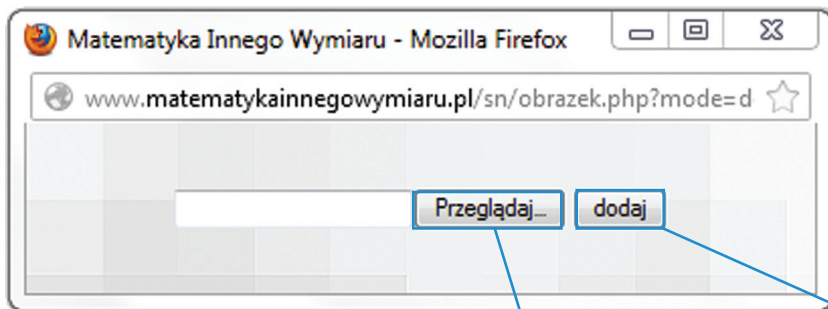 Matematyka Innego Wymiaru - Mozilla Firefox
www.matematykainnegowymiaru.pl/sn/obrazek.php?mode=d
Przeglądaj... dodaj